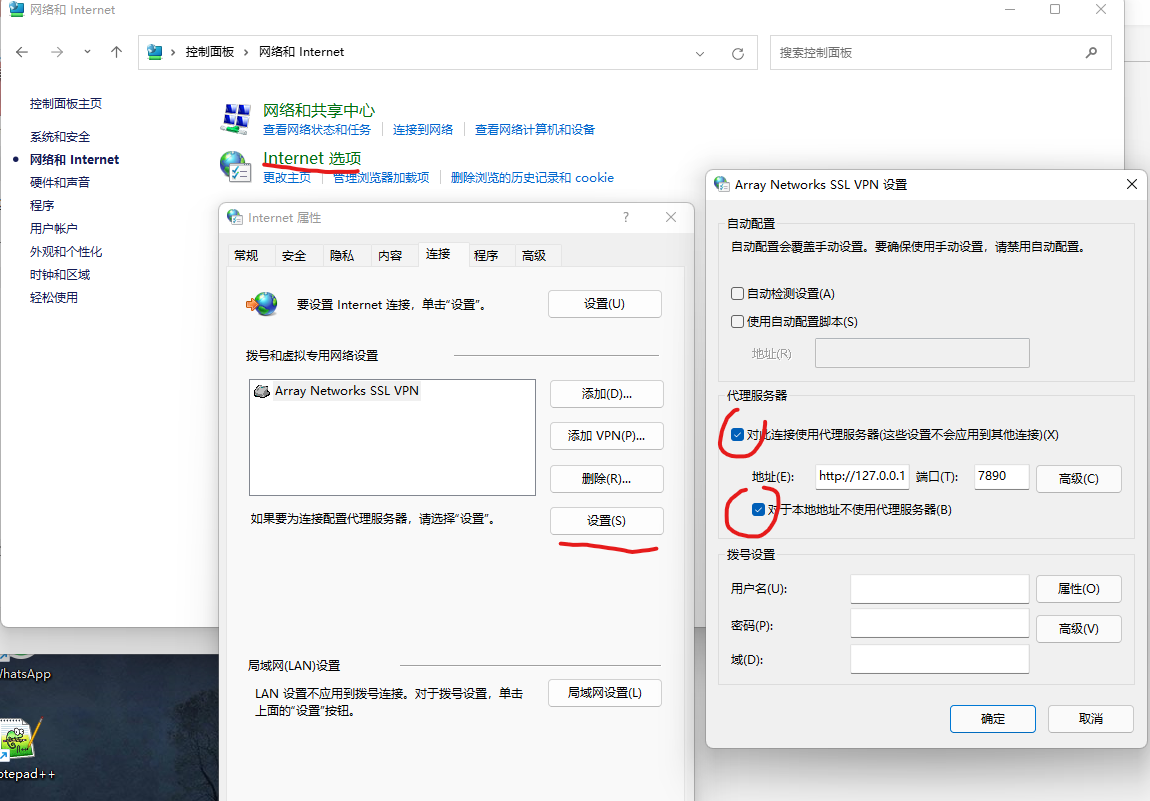 网络和 Internet
控制面板 › 网络和 Internet
搜索控制面板
控制面板主页
系统和安全
网络和 Internet
硬件和声音
程序
用户帐户
外观和个性化
时钟和区域
轻松使用
网络和共享中心
查看网络状态和任务 连接到网络 查看网络计算机和设备
Internet 选项
更改主页 管理浏览器加载项 删除浏览的历史记录和 cookie
Internet 属性
常规 安全 隐私 内容 连接 程序 高级
要设置 Internet 连接，单击“设置”。
设置(U)
拨号和虚拟专用网络设置
Array Networks SSL VPN
添加(D)...
添加 VPN(P)...
删除(R)...
如果要为连接配置代理服务器，请选择“设置”。
设置(S)
局域网(LAN)设置
LAN 设置不应用到拨号连接。对于拨号设置，单击
上面的“设置”按钮。
局域网设置(L)
Array Networks SSL VPN 设置
自动配置
自动配置会覆盖手动设置。要确保使用手动设置，请禁用自动配置。
自动检测设置(A)
使用自动配置脚本(S)
地址(R)
代理服务器
对此连接使用代理服务器(这些设置不会应用到其他连接)(X)
地址(E): http://127.0.0.1 端口(T): 7890 高级(C)
对于本地地址不使用代理服务器(B)
拨号设置
用户名(U): 属性(O)
密码(P): 高级(V)
域(D):
确定 取消
WhatsApp
otepad++